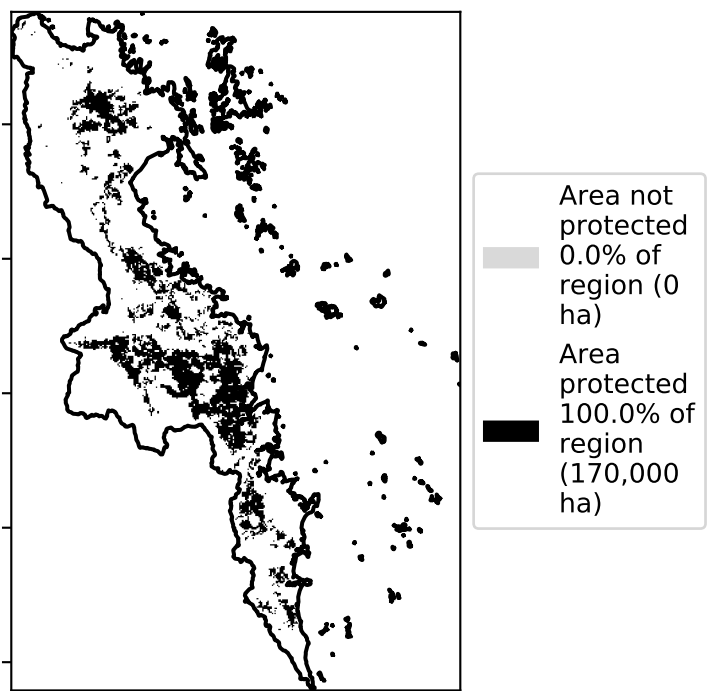 Area not
protected
0.0% of
region (0
ha)
Area
protected
100.0% of
region
(170,000
ha)